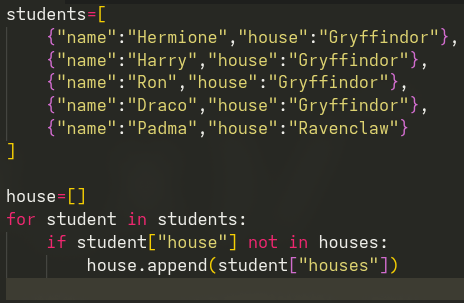 students=[
    {"name":"Hermione","house":"Gryffindor"},
    {"name":"Harry","house":"Gryffindor"},
    {"name":"Ron","house":"Gryffindor"},
    {"name":"Draco","house":"Gryffindor"},
    {"name":"Padma","house":"Ravenclaw"}
]
house=[]
for student in students:
    if student["house"] not in houses:
        house.append(student["houses"])